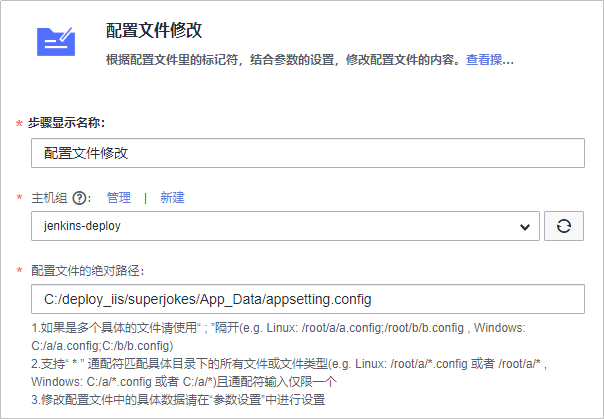 配置文件修改
根据配置文件里的标记符，结合参数的设置，修改配置文件的内容。查看操...
* 步骤显示名称：
配置文件修改
* 主机组 ? ： 管理 | 新建
jenkins-deploy
* 配置文件的绝对路径：
C:/deploy_iis/superjokes/App_Data/appsetting.config
1.如果是多个具体的文件请使用“ ; ”隔开(e.g. Linux: /root/a/a.config;/root/b/b.config , Windows:
C:/a/a.config;C:/b/b.config)
2.支持“ * ” 通配符匹配具体目录下的所有文件或文件类型(e.g. Linux: /root/a/*.config 或者 /root/a/* ,
Windows: C:/a/*.config 或者 C:/a/*)且通配符输入仅限一个
3.修改配置文件中的具体数据请在“参数设置”中进行设置